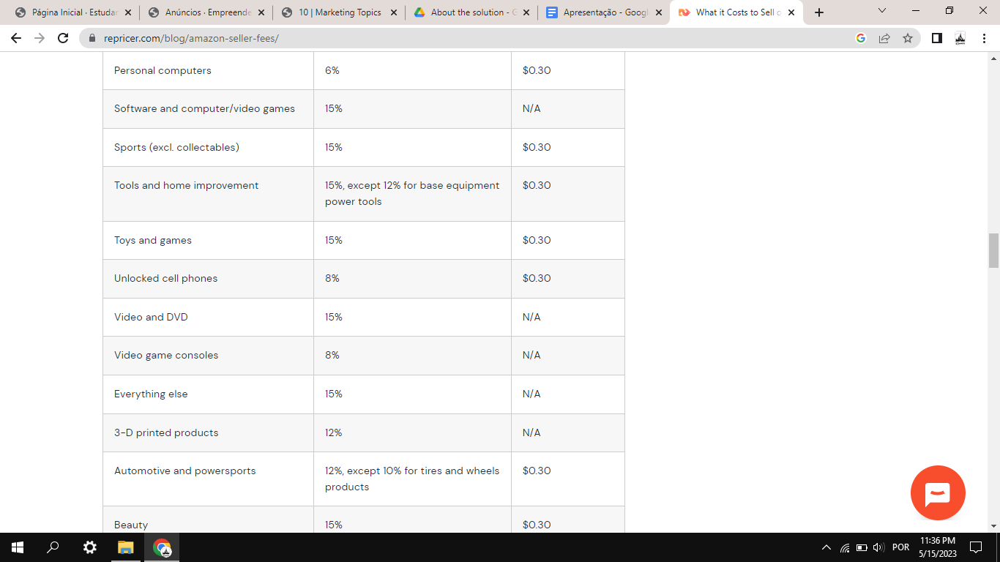 Página Inicial · Estudar
Anúncios · Empreende
10 | Marketing Topics
About the solution - G
Apresentação - Googl
What it Costs to Sell o
repricer.com/blog/amazon-seller-fees/
Personal computers 6% $0.30
Software and computer/video games 15% N/A
Sports (excl. collectables) 15% $0.30
Tools and home improvement 15%, except 12% for base equipment $0.30
power tools
Toys and games 15% $0.30
Unlocked cell phones 8% $0.30
Video and DVD 15% N/A
Video game consoles 8% N/A
Everything else 15% N/A
3-D printed products 12% N/A
Automotive and powersports 12%, except 10% for tires and wheels $0.30
products
Beauty 15% $0.30
POR
11:36 PM
5/15/2023